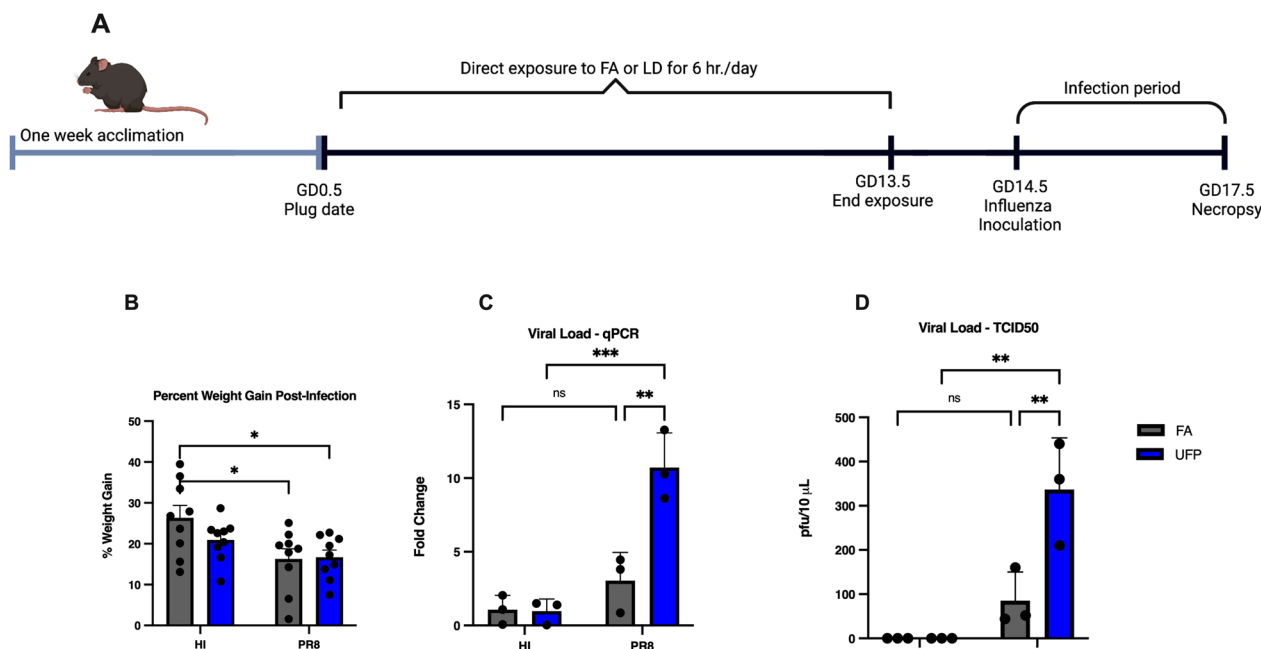 A
Direct exposure to FA or LD for 6 hr./day
Infection period
One week acclimation
GD0.5
Plug date
GD13.5
End exposure
GD14.5
Influenza
Inoculation
GD17.5
Necropsy
B
Percent Weight Gain Post-Infection
% Weight Gain
50
40
30
20
10
0
*
*
HI
PR8
C
Viral Load - qPCR
Fold Change
15
10
5
0
***
ns
**
HI
PR8
D
Viral Load - TCID50
pfu/10 µL
500
400
300
200
100
0
**
ns
**
FA
UFP